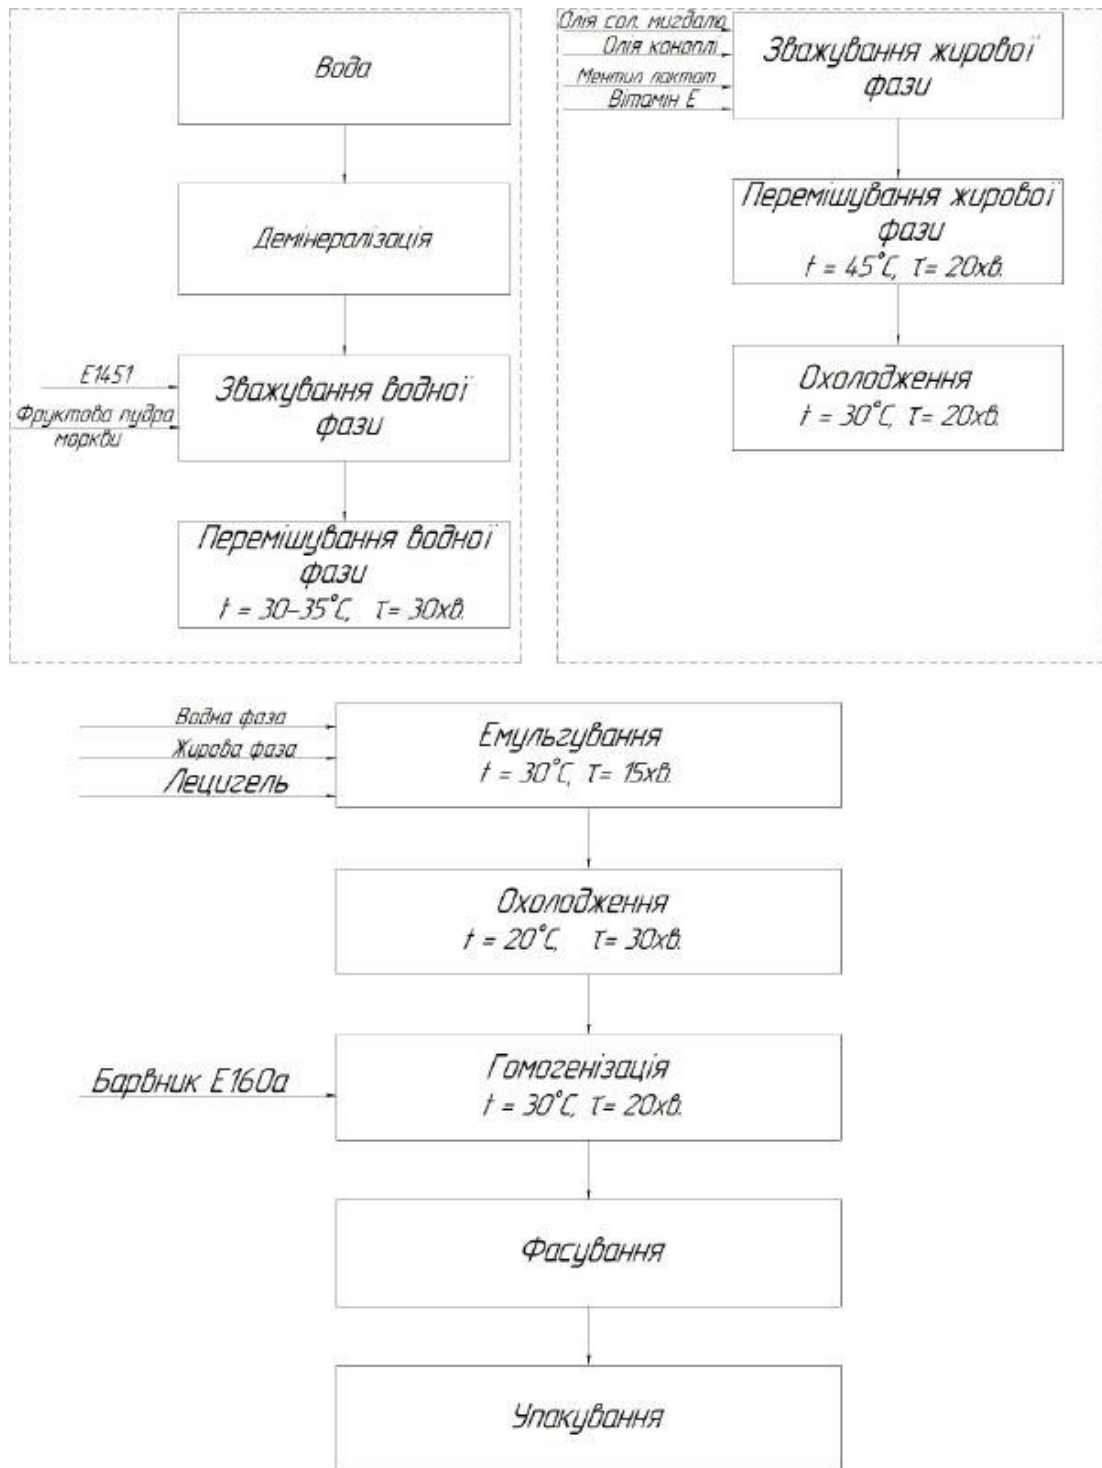 Вода
Демінералізація
Е1451
Фруктова пудра
моркви
Зважування водної
фази
Перемішування водної
фази
t = 30–35°С, τ = 30хв.
Олія сол. мигдалю
Олія коноплі
Ментил лактат
Вітамін Е
Зважування жирової
фази
Перемішування жирової
фази
t = 45°С, τ = 20хв.
Охолодження
t = 30°С, τ = 20хв.
Водна фаза
Жирова фаза
Лецигель
Емульгування
t = 30°С, τ = 15хв.
Охолодження
t = 20°С, τ = 30хв.
Барвник Е160а
Гомогенізація
t = 30°С, τ = 20хв.
Фасування
Упакування